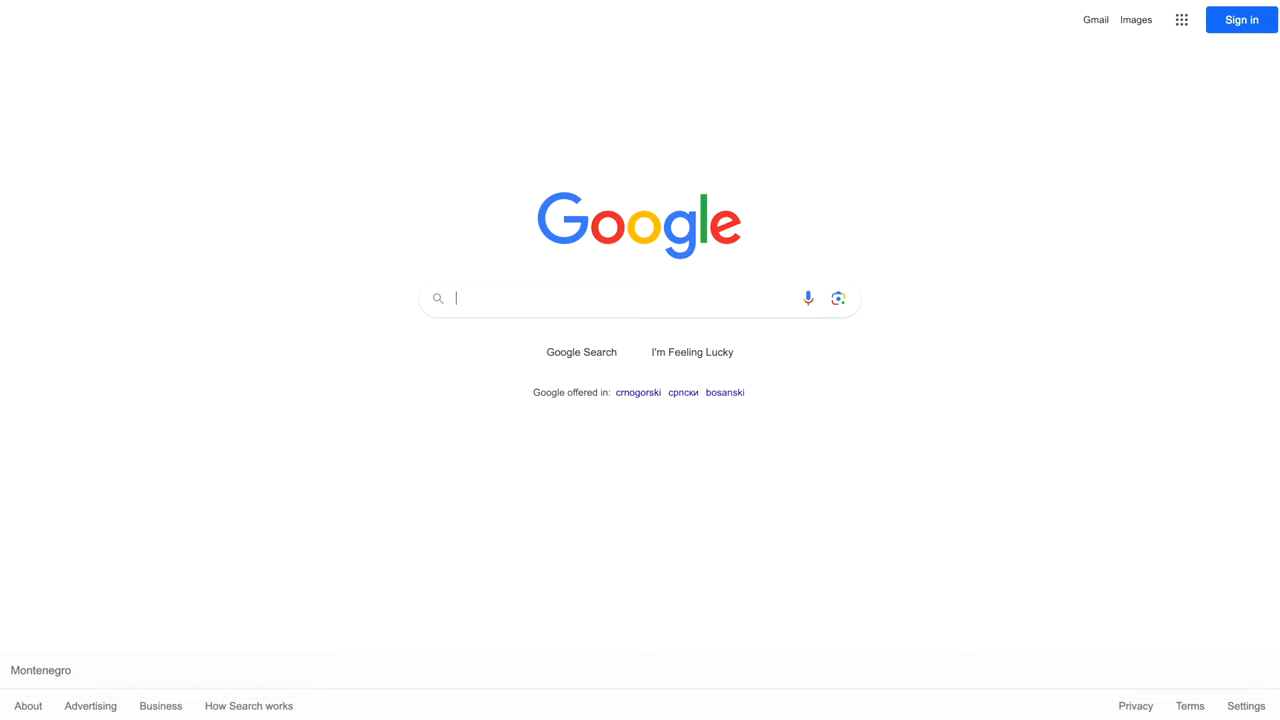 Gmail Images Sign in
Google
Google Search I'm Feeling Lucky
Google offered in: crnogorski српски bosanski
Montenegro
About Advertising Business How Search works Privacy Terms Settings